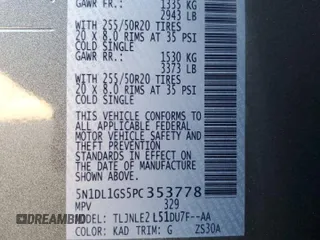 GAWR FR.: 1335 KG
2943 LB
WITH 255/50R20 TIRES
20 X 8.0 RIMS AT 35 PSI
COLD SINGLE
GAWR RR.: 1530 KG
3373 LB
WITH 255/50R20 TIRES
20 X 8.0 RIMS AT 35 PSI
COLD SINGLE
THIS VEHICLE CONFORMS TO
ALL APPLICABLE FEDERAL
MOTOR VEHICLE SAFETY AND
THEFT PREVENTION
STANDARDS IN EFFECT ON
THE DATE OF MANUFACTURE
SHOWN ABOVE.
5N1DL1GS5PC353778
MPV 329
MODEL: TLJNLE2 L51DU7F--AA
COLOR: KAD TRIM: G ZS30A
DREAMBID